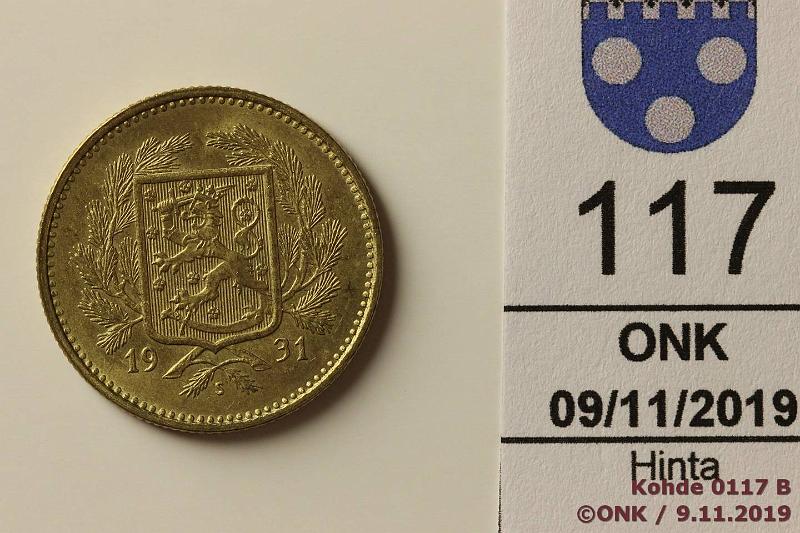 19 31
S
117
ONK
09/11/2019
Hinta
Kohde 0117 B
©ONK / 9.11.2019